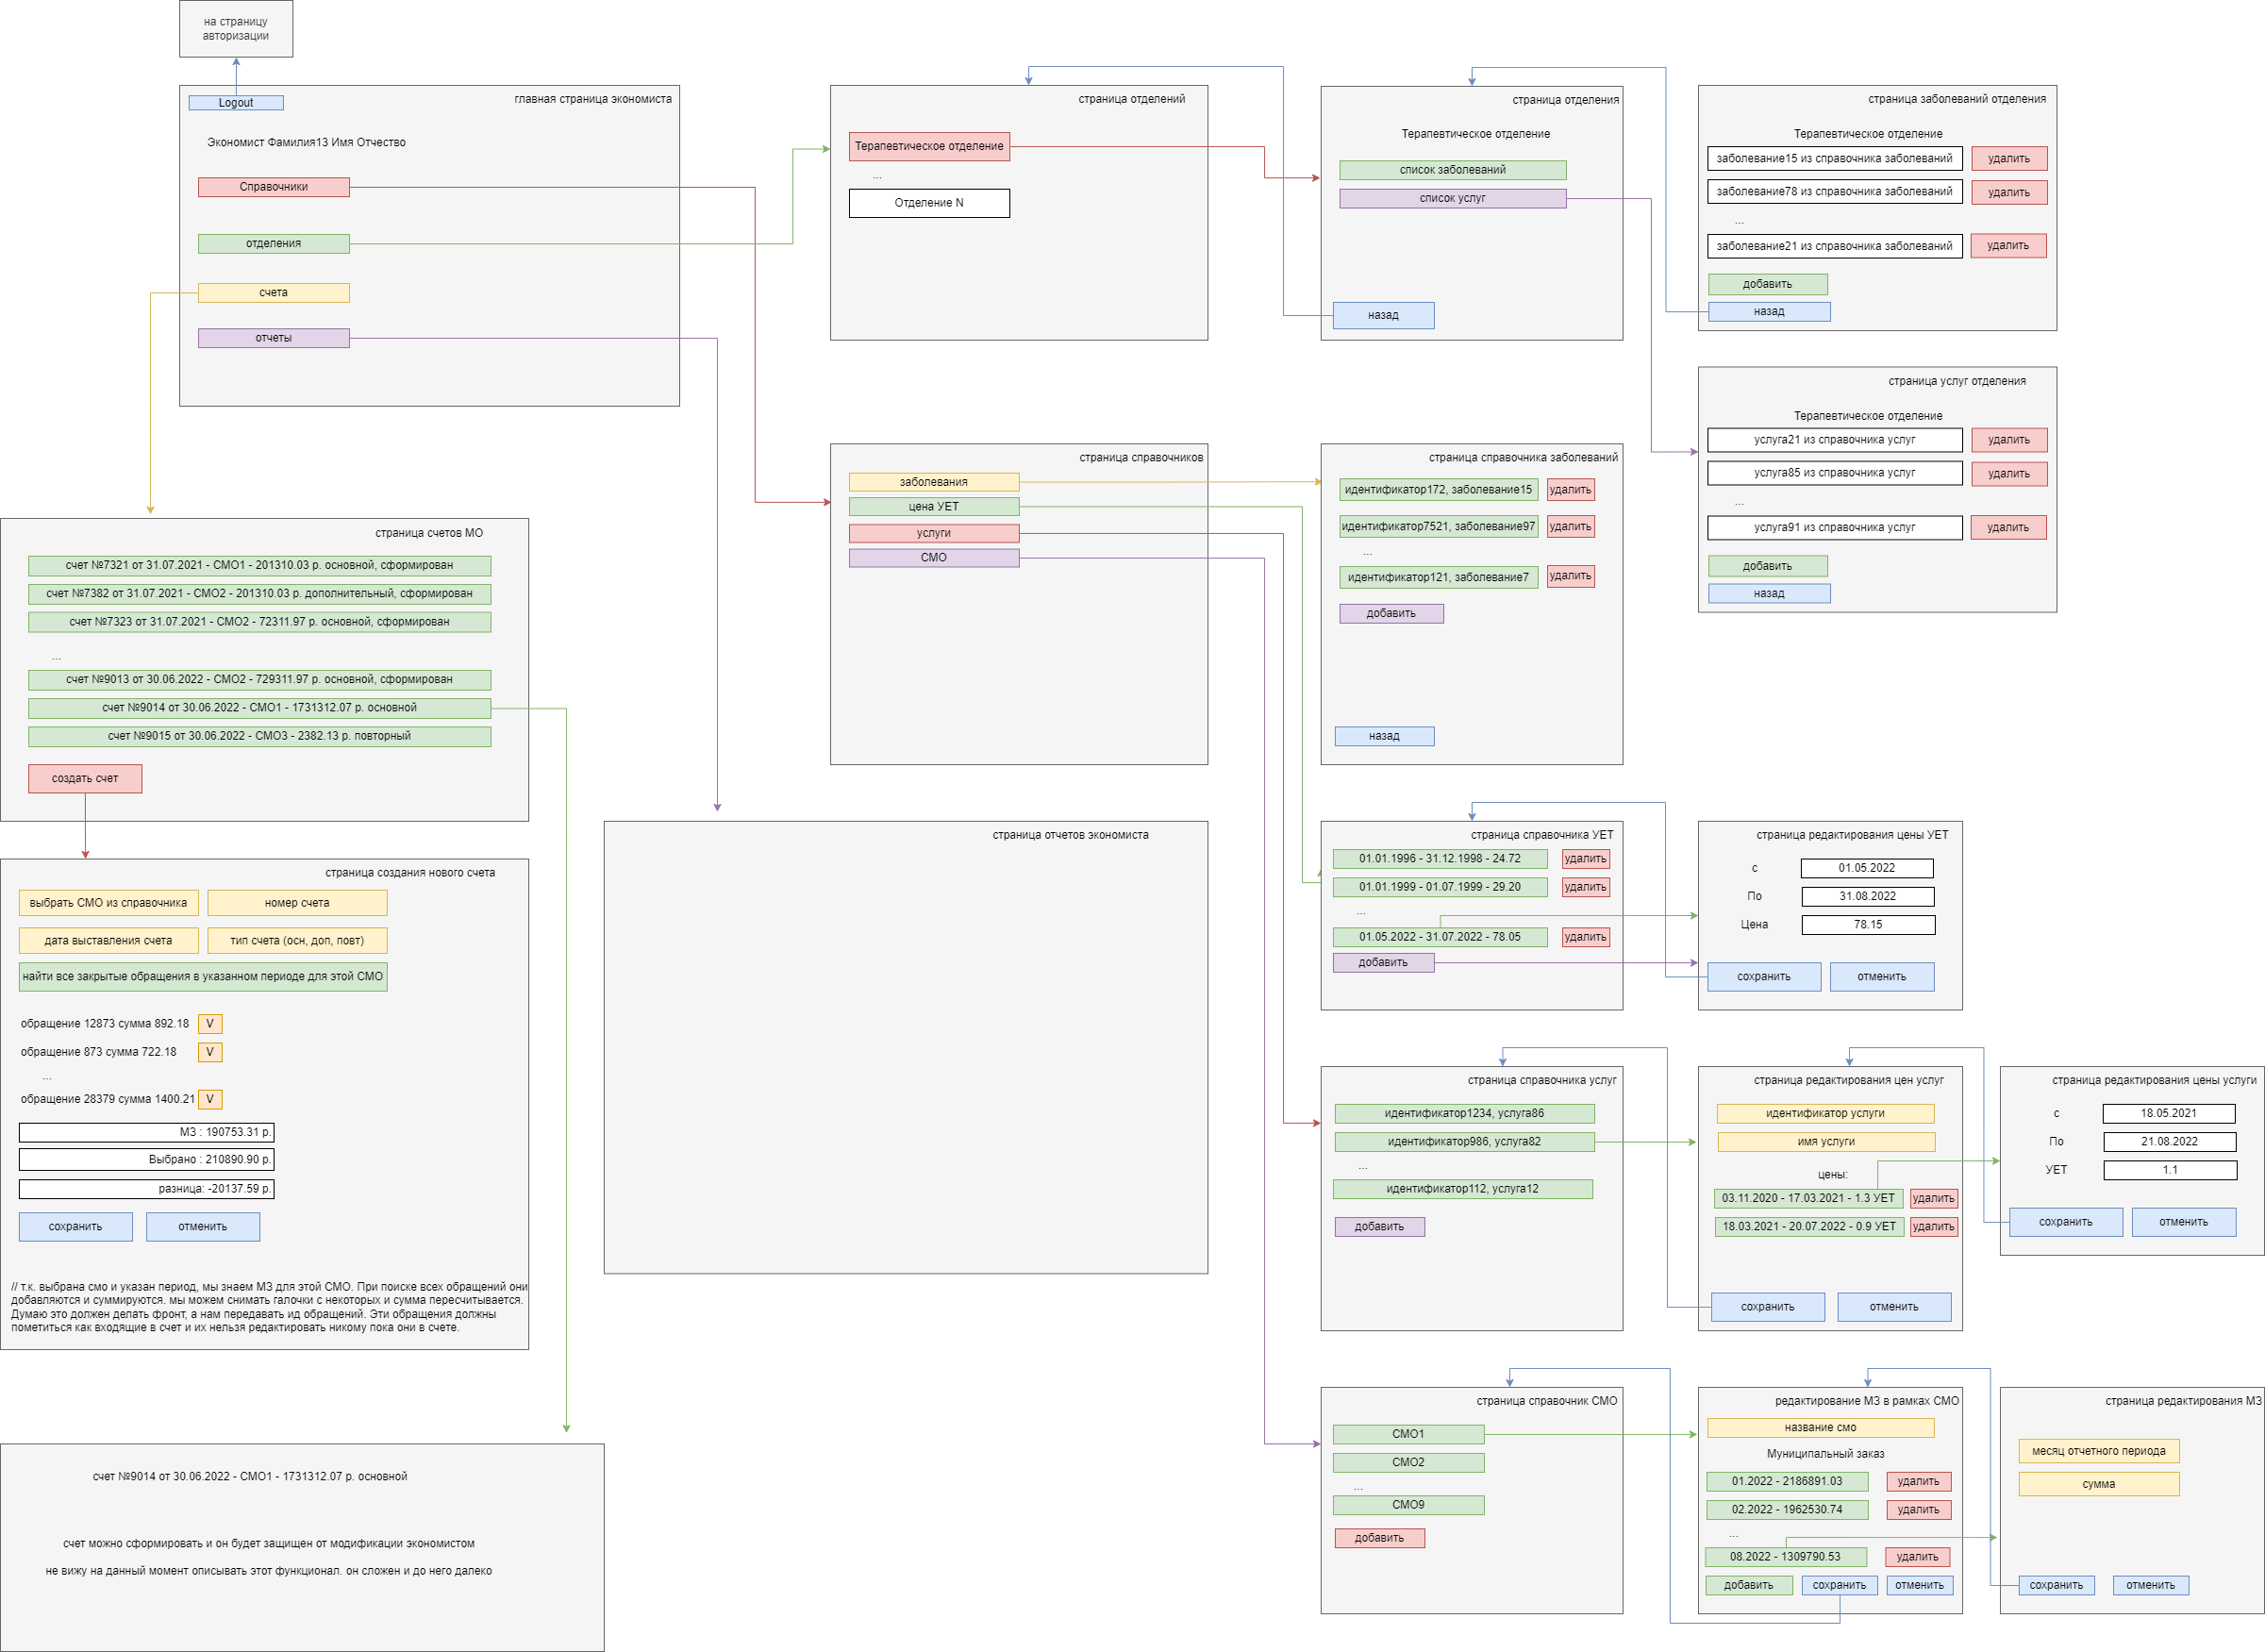 на страницу
авторизации
Logout
главная страница экономиста
Экономист Фамилия13 Имя Отчество
Справочники
отделения
счета
отчеты
страница отделений
Терапевтическое отделение
...
Отделение N
страница отделения
Терапевтическое отделение
список заболеваний
список услуг
назад
страница заболеваний отделения
Терапевтическое отделение
заболевание15 из справочника заболеваний
удалить
заболевание78 из справочника заболеваний
удалить
...
заболевание21 из справочника заболеваний
удалить
добавить
назад
страница услуг отделения
Терапевтическое отделение
услуга21 из справочника услуг
удалить
услуга85 из справочника услуг
удалить
...
услуга91 из справочника услуг
удалить
добавить
назад
страница справочников
заболевания
цена УЕТ
услуги
СМО
страница справочника заболеваний
идентификатор172, заболевание15
удалить
идентификатор7521, заболевание97
удалить
...
идентификатор121, заболевание7
удалить
добавить
назад
страница счетов МО
счет №7321 от 31.07.2021 - СМО1 - 201310.03 р. основной, сформирован
счет №7382 от 31.07.2021 - СМО2 - 201310.03 р. дополнительный, сформирован
счет №7323 от 31.07.2021 - СМО2 - 72311.97 р. основной, сформирован
...
счет №9013 от 30.06.2022 - СМО2 - 729311.97 р. основной, сформирован
счет №9014 от 30.06.2022 - СМО1 - 1731312.07 р. основной
счет №9015 от 30.06.2022 - СМО3 - 2382.13 р. повторный
создать счет
страница создания нового счета
выбрать СМО из справочника
номер счета
дата выставления счета
тип счета (осн, доп, повт)
найти все закрытые обращения в указанном периоде для этой СМО
обращение 12873 сумма 892.18
V
обращение 873 сумма 722.18
V
...
обращение 28379 сумма 1400.21
V
МЗ : 190753.31 р.
Выбрано : 210890.90 р.
разница: -20137.59 р.
сохранить
отменить
// т.к. выбрана смо и указан период, мы знаем МЗ для этой СМО. При поиске всех обращений они
добавляются и суммируются. мы можем снимать галочки с некоторых и сумма пересчитывается.
Думаю это должен делать фронт, а нам передавать ид обращений. Эти обращения должны
пометиться как входящие в счет и их нельзя редактировать никому пока они в счете.
страница отчетов экономиста
страница справочника УЕТ
01.01.1996 - 31.12.1998 - 24.72
удалить
01.01.1999 - 01.07.1999 - 29.20
удалить
...
01.05.2022 - 31.07.2022 - 78.05
удалить
добавить
страница редактирования цены УЕТ
с
01.05.2022
По
31.08.2022
Цена
78.15
сохранить
отменить
страница справочника услуг
идентификатор1234, услуга86
идентификатор986, услуга82
...
идентификатор112, услуга12
добавить
страница редактирования цен услуг
идентификатор услуги
имя услуги
цены:
03.11.2020 - 17.03.2021 - 1.3 УЕТ
удалить
18.03.2021 - 20.07.2022 - 0.9 УЕТ
удалить
сохранить
отменить
страница редактирования цены услуги
с
18.05.2021
По
21.08.2022
УЕТ
1.1
сохранить
отменить
страница справочник СМО
СМО1
СМО2
...
СМО9
добавить
редактирование МЗ в рамках СМО
название смо
Муниципальный заказ
01.2022 - 2186891.03
удалить
02.2022 - 1962530.74
удалить
...
08.2022 - 1309790.53
удалить
добавить
сохранить
отменить
страница редактирования МЗ
месяц отчетного периода
сумма
сохранить
отменить
счет №9014 от 30.06.2022 - СМО1 - 1731312.07 р. основной
счет можно сформировать и он будет защищен от модификации экономистом
не вижу на данный момент описывать этот функционал. он сложен и до него далеко